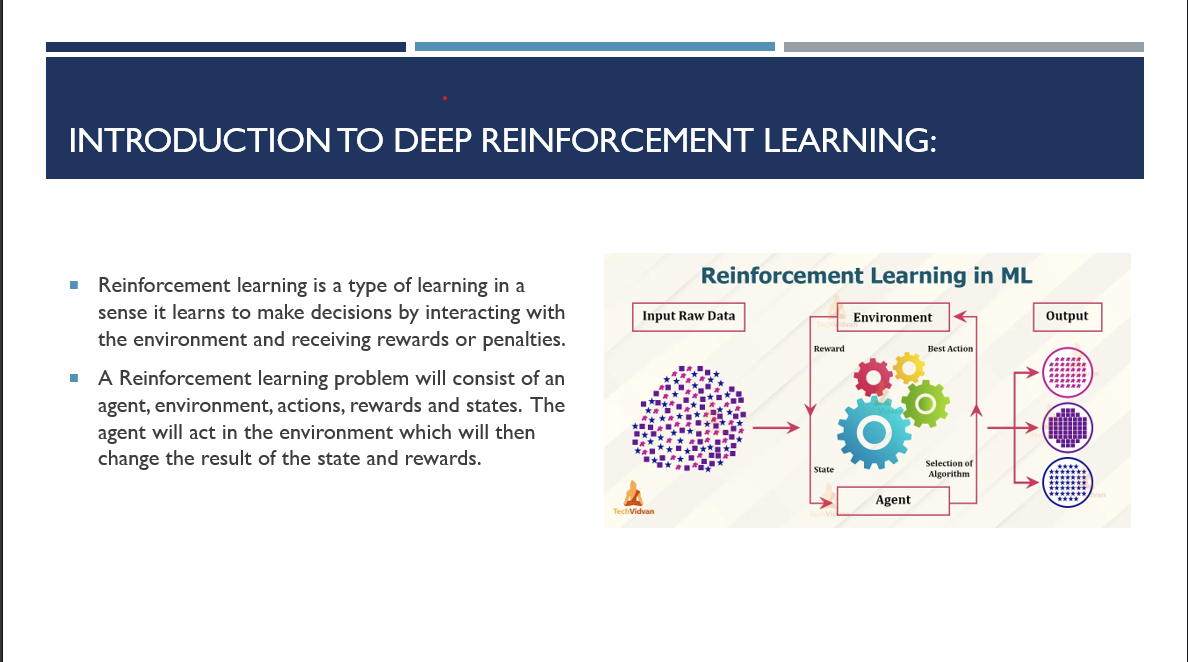 INTRODUCTION TO DEEP REINFORCEMENT LEARNING:
Reinforcement learning is a type of learning in a
sense it learns to make decisions by interacting with
the environment and receiving rewards or penalties.
A Reinforcement learning problem will consist of an
agent, environment, actions, rewards and states. The
agent will act in the environment which will then
change the result of the state and rewards.
Reinforcement Learning in ML
Input Raw Data
Environment
Output
Reward
Best Action
State
Selection of
Algorithm
Agent
TechVidvan